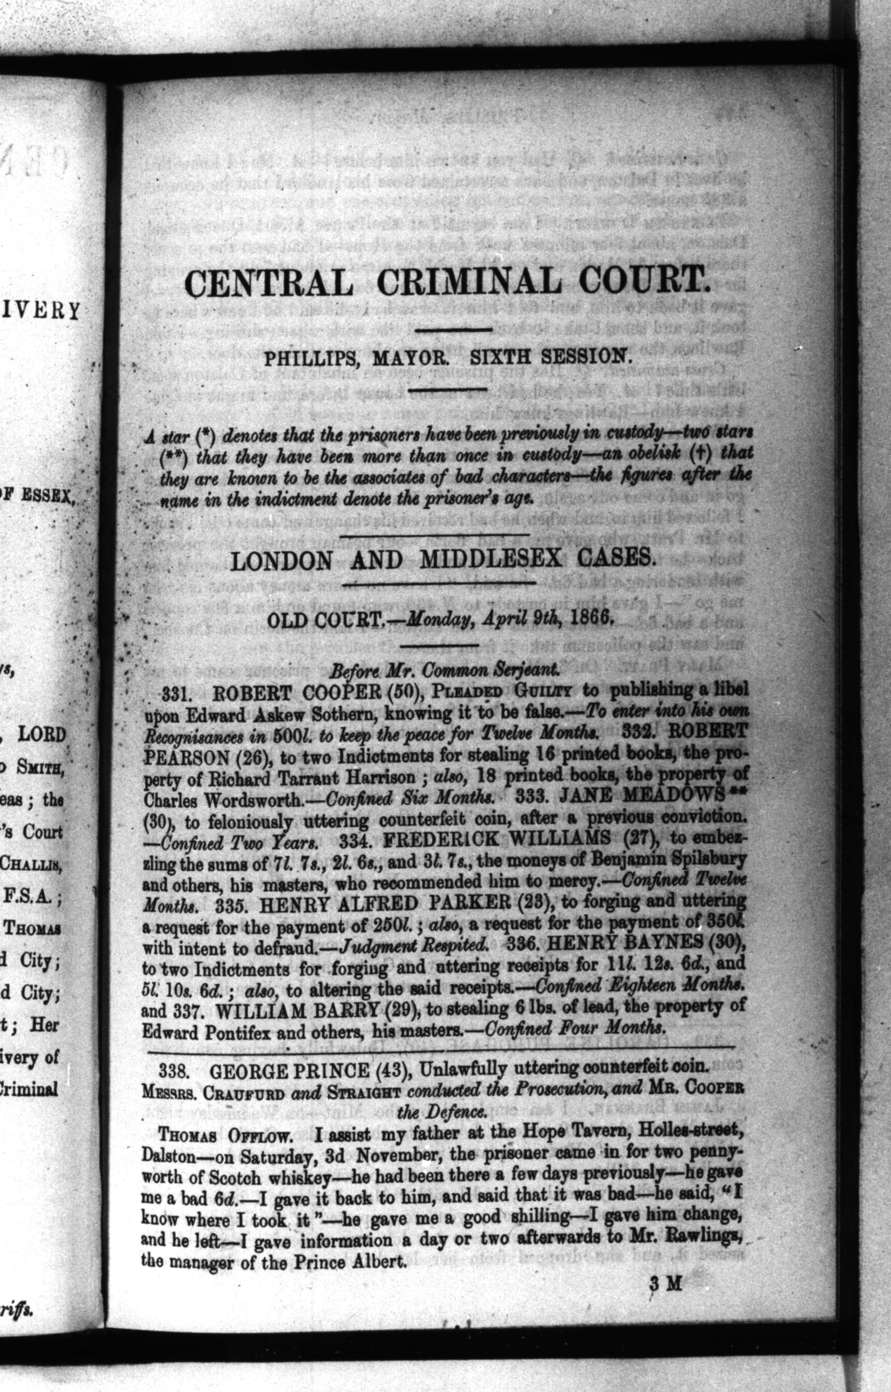 IVERY
OF ESSEX,
LORD
SMITH,
eas ; the
's Court
CHALLIS,
F.S.A. ;
THOMAS
d City ;
d City ;
t ; Her
ivery of
Criminal
riffs.
CENTRAL CRIMINAL COURT.
PHILLIPS, MAYOR. SIXTH SESSION.
A star (*) denotes that the prisoners have been previously in custody—two stars
(**) that they have been more than once in custody—an obelisk (†) that
they are known to be the associates of bad characters—the figures after the
name in the indictment denote the prisoner's age.
LONDON AND MIDDLESEX CASES.
OLD COURT.—Monday, April 9th, 1866.
Before Mr. Common Serjeant.
331. ROBERT COOPER (50), PLEADED GUILTY to publishing a libel
upon Edward Askew Sothern, knowing it to be false.—To enter into his own
Recognisances in 500l. to keep the peace for Twelve Months. 332. ROBERT
PEARSON (26), to two Indictments for stealing 16 printed books, the pro-
perty of Richard Tarrant Harrison ; also, 18 printed books, the property of
Charles Wordsworth.—Confined Six Months. 333. JANE MEADOWS**
(30), to feloniously uttering counterfeit coin, after a previous conviction.
—Confined Two Years. 334. FREDERICK WILLIAMS (27), to embez-
zling the sums of 7l. 7s., 2l. 6s., and 3l. 7s., the moneys of Benjamin Spilsbury
and others, his masters, who recommended him to mercy.—Confined Twelve
Months. 335. HENRY ALFRED PARKER (23), to forging and uttering
a request for the payment of 250l. ; also, a request for the payment of 350l.
with intent to defraud.—Judgment Respited. 336. HENRY BAYNES (30),
to two Indictments for forging and uttering receipts for 11l. 12s. 6d., and
5l. 10s. 6d. ; also, to altering the said receipts.—Confined Eighteen Months.
and 337. WILLIAM BARRY (29), to stealing 6 lbs. of lead, the property of
Edward Pontifex and others, his masters.—Confined Four Months.
338. GEORGE PRINCE (43), Unlawfully uttering counterfeit coin.
MESSRS. CRAUFURD and STRAIGHT conducted the Prosecution, and MR. COOPER
the Defence.
THOMAS OFFLOW. I assist my father at the Hope Tavern, Holles-street,
Dalston—on Saturday, 3d November, the prisoner came in for two penny-
worth of Scotch whiskey—he had been there a few days previously—he gave
me a bad 6d.—I gave it back to him, and said that it was bad—he said, "I
know where I took it"—he gave me a good shilling—I gave him change,
and he left—I gave information a day or two afterwards to Mr. Rawlings,
the manager of the Prince Albert.
3 M